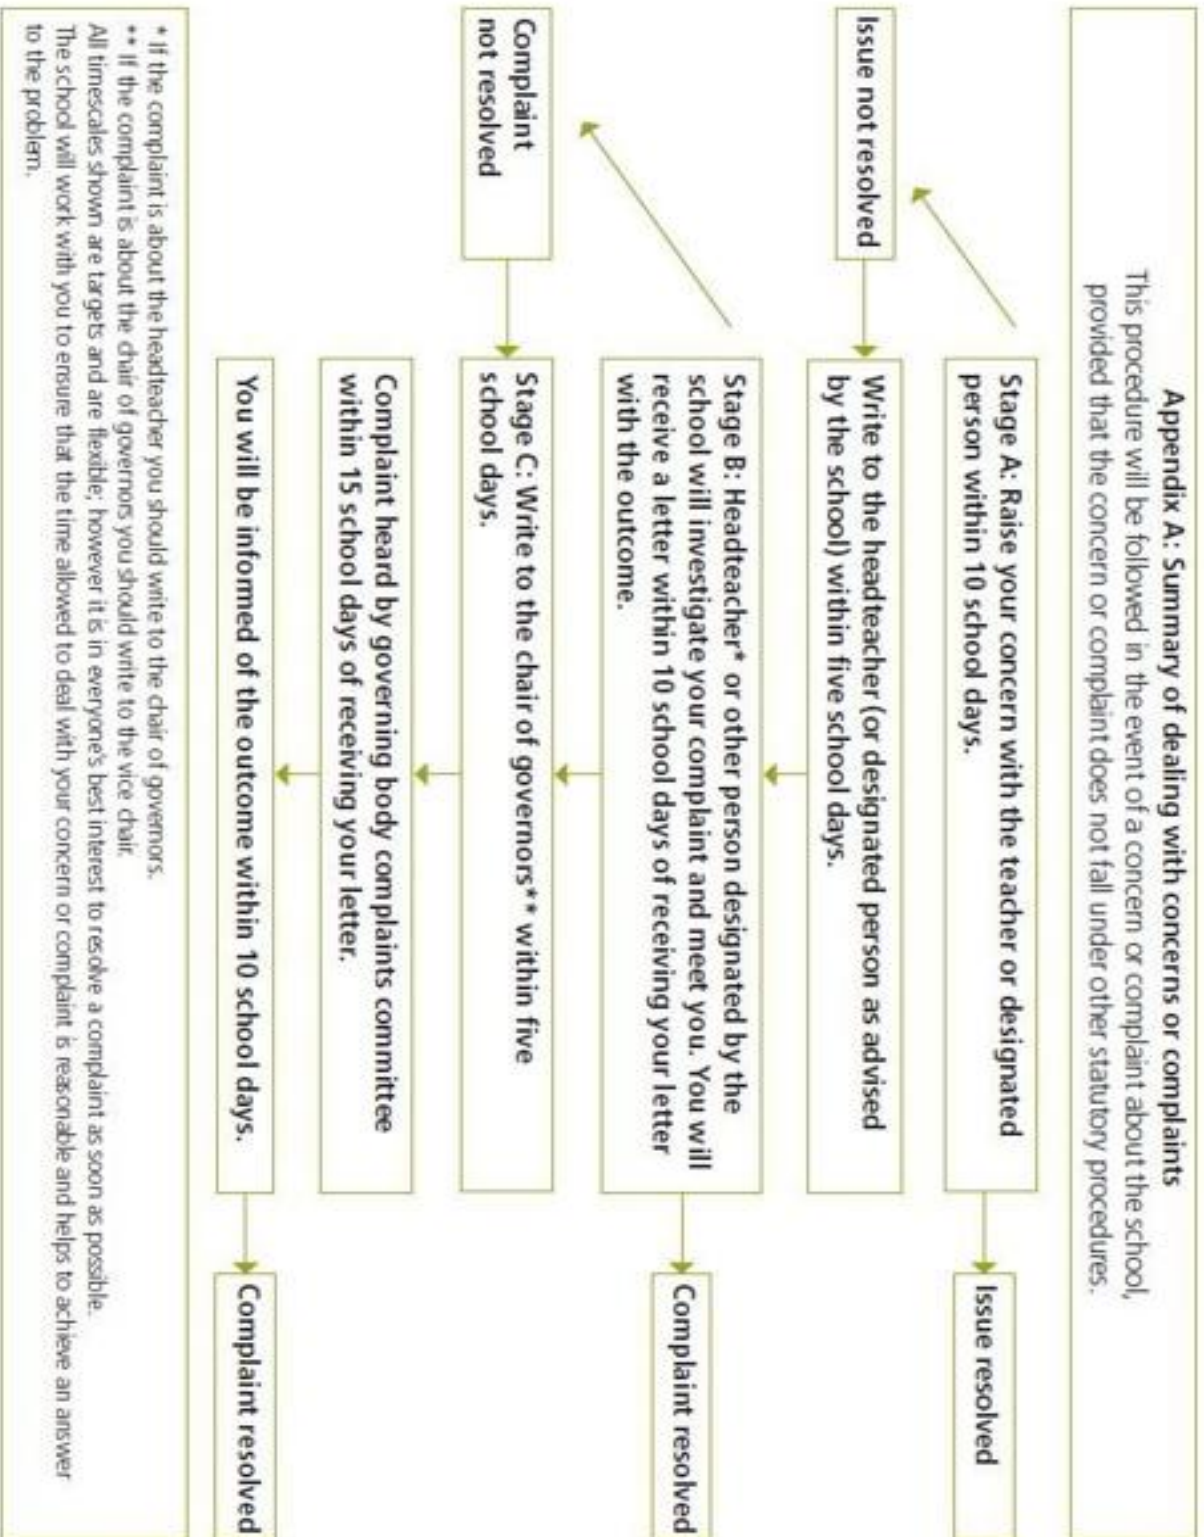 Appendix A: Summary of dealing with concerns or complaints
This procedure will be followed in the event of a concern or complaint about the school,
provided that the concern or complaint does not fall under other statutory procedures.
Stage A: Raise your concern with the teacher or designated
person within 10 school days.
Issue resolved
Issue not resolved
Write to the headteacher (or designated person as advised
by the school) within five school days.
Stage B: Headteacher* or other person designated by the
school will investigate your complaint and meet you. You will
receive a letter within 10 school days of receiving your letter
with the outcome.
Complaint resolved
Complaint
not resolved
Stage C: Write to the chair of governors** within five
school days.
Complaint heard by governing body complaints committee
within 15 school days of receiving your letter.
You will be informed of the outcome within 10 school days.
Complaint resolved
* If the complaint is about the headteacher you should write to the chair of governors.
** If the complaint is about the chair of governors you should write to the vice chair.
All timescales shown are targets and are flexible; however it is in everyone's best interest to resolve a complaint as soon as possible.
The school will work with you to ensure that the time allowed to deal with your concern or complaint is reasonable and helps to achieve an answer
to the problem.